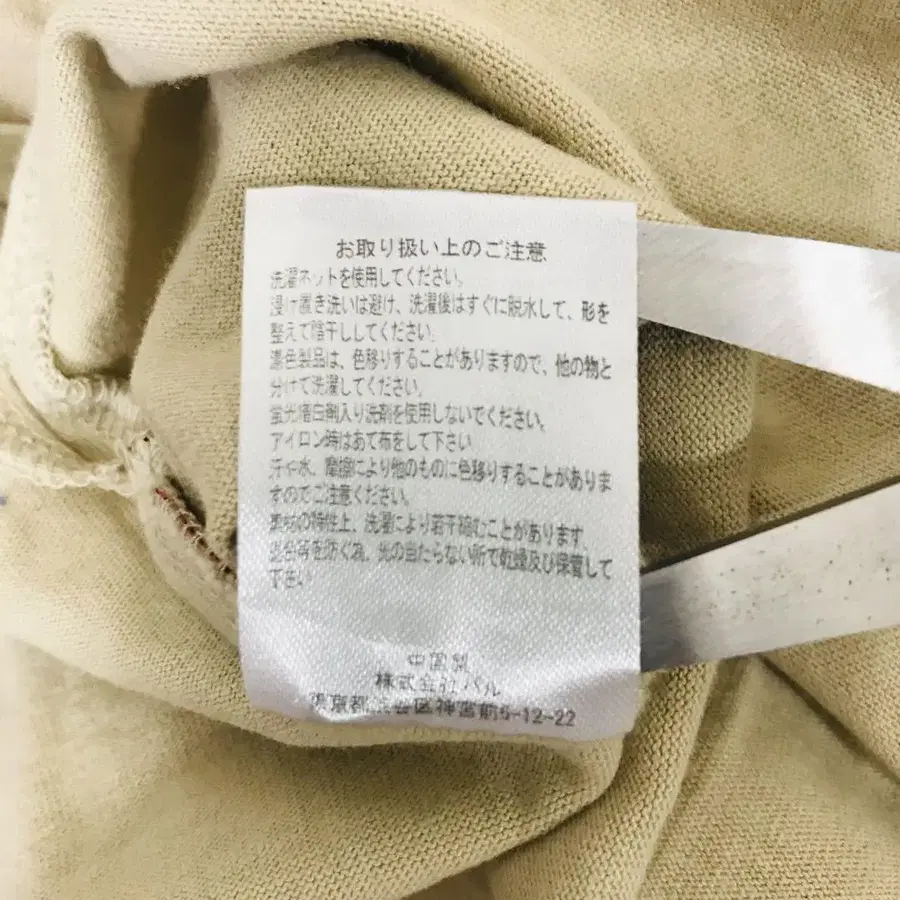 お取り扱い上のご注意
洗濯ネットを使用してください。
浸け置き洗いは避け、洗濯後はすぐに脱水して、形を
整えて陰干ししてください。
濃色製品は、色移りすることがありますので、他の物と
分けて洗濯してください。
蛍光増白剤入り洗剤を使用しないでください。
アイロン時はあて布をして下さい
汗や水、摩擦により他のものに色移りすることがありま
すのでご注意ください。
素材の特性上、洗濯により若干縮むことがあります
退色等を防ぐ為、光の当たらない所で乾燥及び保管して
下さい
中国製
株式会社パル
東京都渋谷区神宮前6-12-22